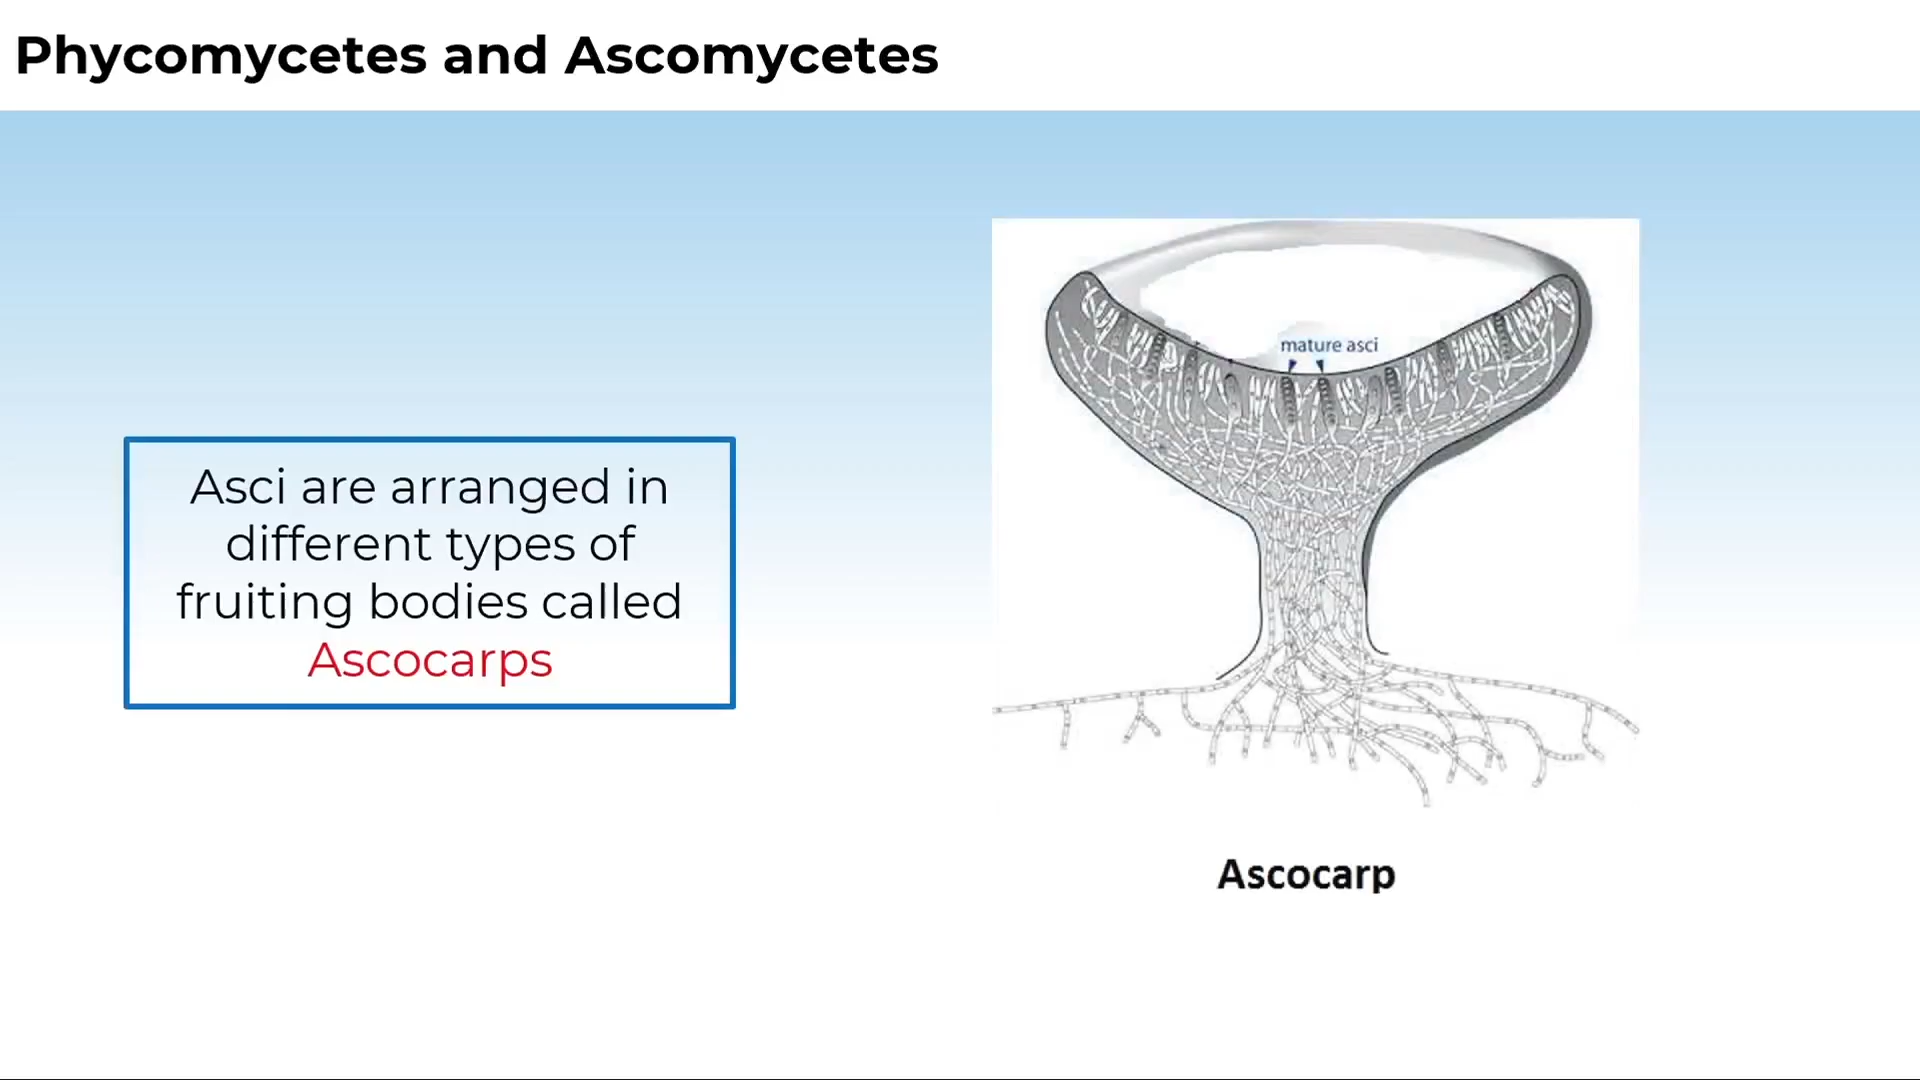 Phycomycetes and Ascomycetes
Asci are arranged in
different types of
fruiting bodies called
Ascocarps
mature asci
Ascocarp